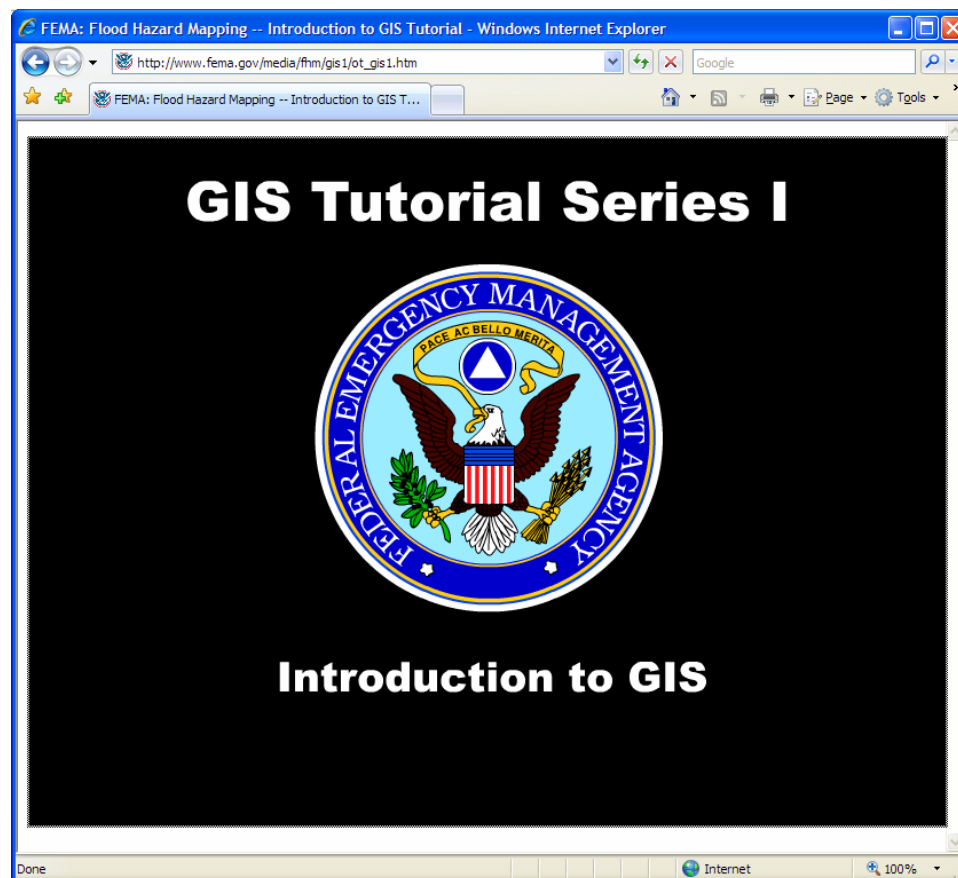 FEMA: Flood Hazard Mapping -- Introduction to GIS Tutorial - Windows Internet Explorer
http://www.fema.gov/media/fhm/gis1/ot_gis1.htm
Google
FEMA: Flood Hazard Mapping -- Introduction to GIS T...
Page
Tools
GIS Tutorial Series I
FEDERAL EMERGENCY MANAGEMENT AGENCY
PACE AC BELLO MERITA
Introduction to GIS
Done
Internet
100%